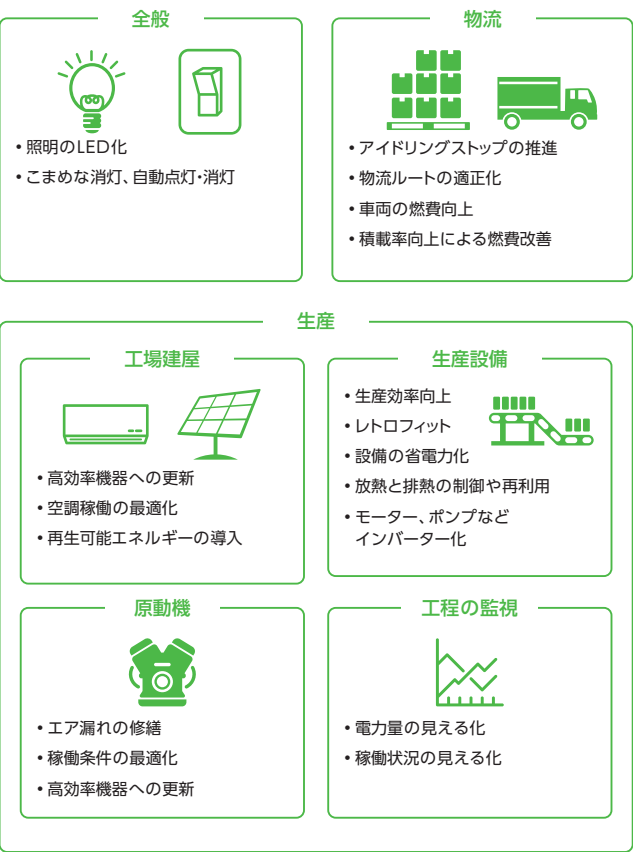 全般
・照明のLED化
・こまめな消灯、自動点灯・消灯
物流
・アイドリングストップの推進
・物流ルートの適正化
・車両の燃費向上
・積載率向上による燃費改善
生産
工場建屋
・高効率機器への更新
・空調稼働の最適化
・再生可能エネルギーの導入
生産設備
・生産効率向上
・レトロフィット
・設備の省電力化
・放熱と排熱の制御や再利用
・モーター、ポンプなど
インバーター化
原動機
・エア漏れの修繕
・稼働条件の最適化
・高効率機器への更新
工程の監視
・電力量の見える化
・稼働状況の見える化